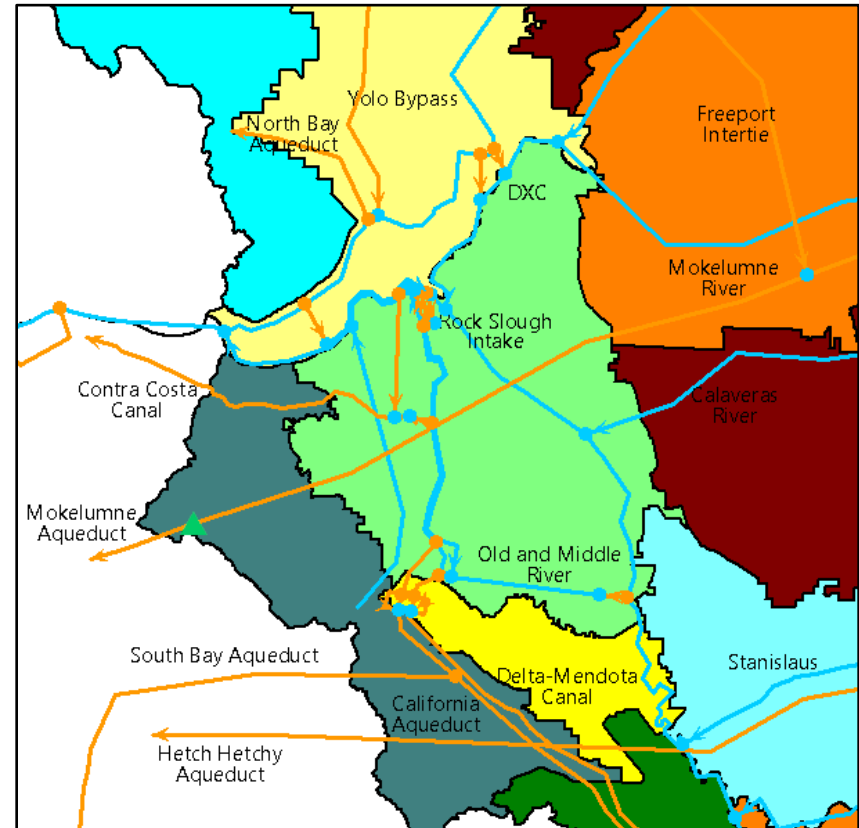 Yolo Bypass
North Bay
Aqueduct
Freeport
Intertie
DXC
Mokelumne
River
Rock Slough
Intake
Contra Costa
Canal
Calaveras
River
Mokelumne
Aqueduct
Old and Middle
River
South Bay Aqueduct
Delta-Mendota
Canal
Stanislaus
California
Aqueduct
Hetch Hetchy
Aqueduct